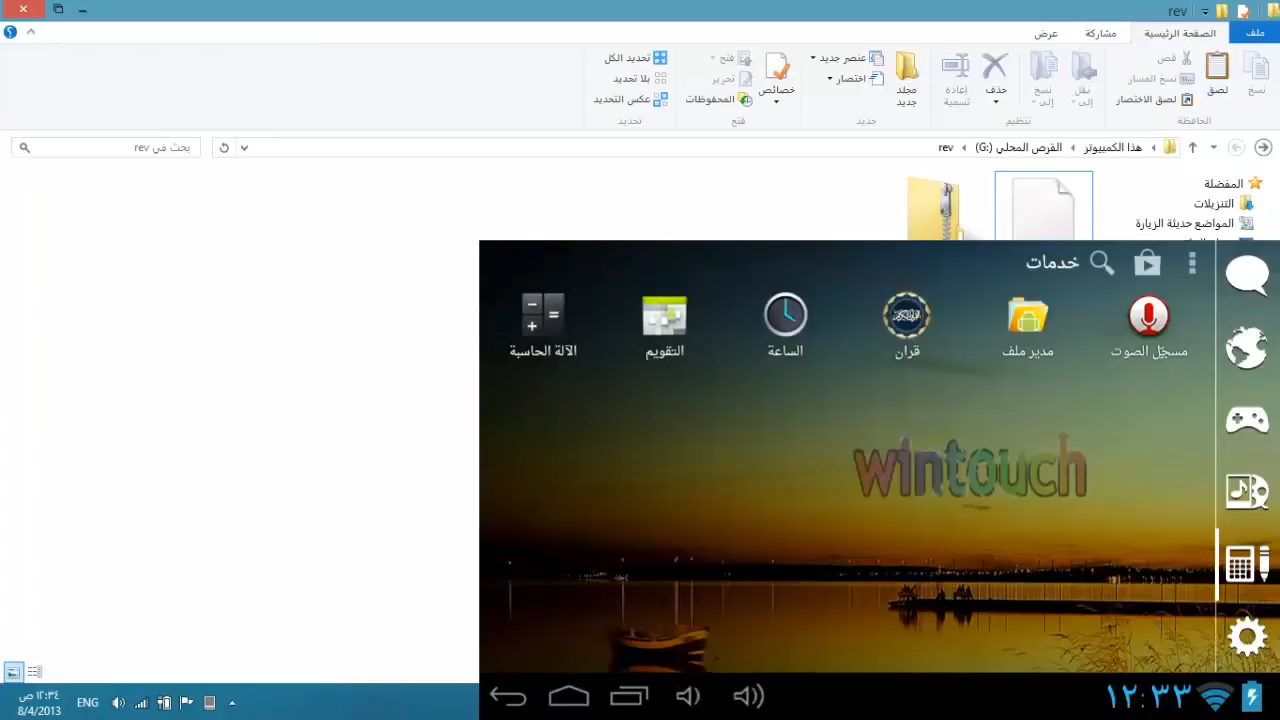 rev
ملف
الصفحة الرئيسية
مشاركة
عرض
نسخ
لصق
قص
نسخ المسار
لصق الاختصار
الحافظة
نقل إلى
نسخ إلى
حذف
إعادة تسمية
تنظيم
مجلد جديد
عنصر جديد
اختصار
جديد
خصائص
فتح
تحرير
المحفوظات
فتح
تحديد الكل
بلا تحديد
عكس التحديد
تحديد
هذا الكمبيوتر
القرص المحلي (G:)
rev
بحث في rev
المفضلة
التنزيلات
المواضع حديثة الزيارة
خدمات
مسجّل الصوت
مدير ملف
قران
الساعة
التقويم
الآلة الحاسبة
wintouch
١٢:٣٣
ENG
١٢:٣٤ ص
8/4/2013